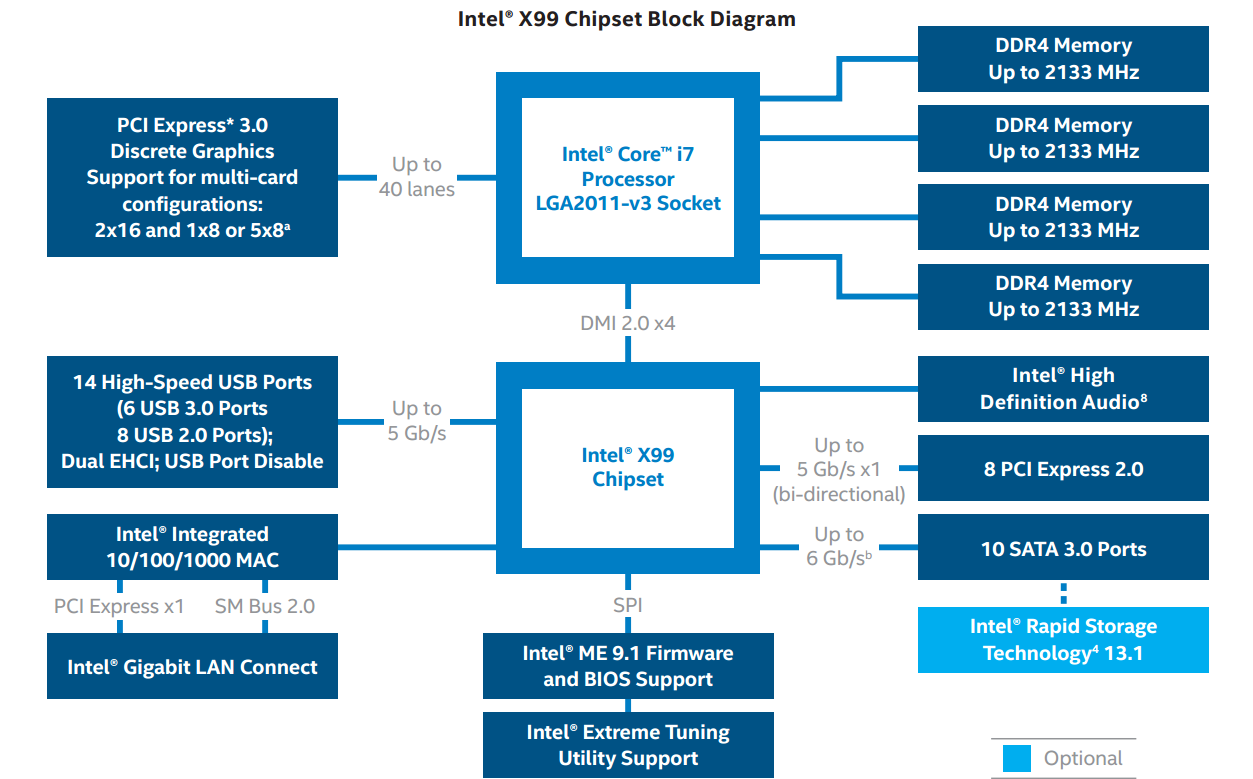 Intel® X99 Chipset Block Diagram
PCI Express* 3.0
Discrete Graphics
Support for multi-card
configurations:
2x16 and 1x8 or 5x8ª
Up to
40 lanes
Intel® Core™ i7
Processor
LGA2011-v3 Socket
DDR4 Memory
Up to 2133 MHz
DDR4 Memory
Up to 2133 MHz
DDR4 Memory
Up to 2133 MHz
DDR4 Memory
Up to 2133 MHz
DMI 2.0 x4
14 High-Speed USB Ports
(6 USB 3.0 Ports
8 USB 2.0 Ports);
Dual EHCI; USB Port Disable
Up to
5 Gb/s
Intel® X99
Chipset
Intel® High
Definition Audio⁸
Up to
5 Gb/s x1
(bi-directional)
8 PCI Express 2.0
Intel® Integrated
10/100/1000 MAC
Up to
6 Gb/sᵇ
10 SATA 3.0 Ports
PCI Express x1
SM Bus 2.0
SPI
Intel® Rapid Storage
Technology⁴ 13.1
Intel® Gigabit LAN Connect
Intel® ME 9.1 Firmware
and BIOS Support
Intel® Extreme Tuning
Utility Support
Optional